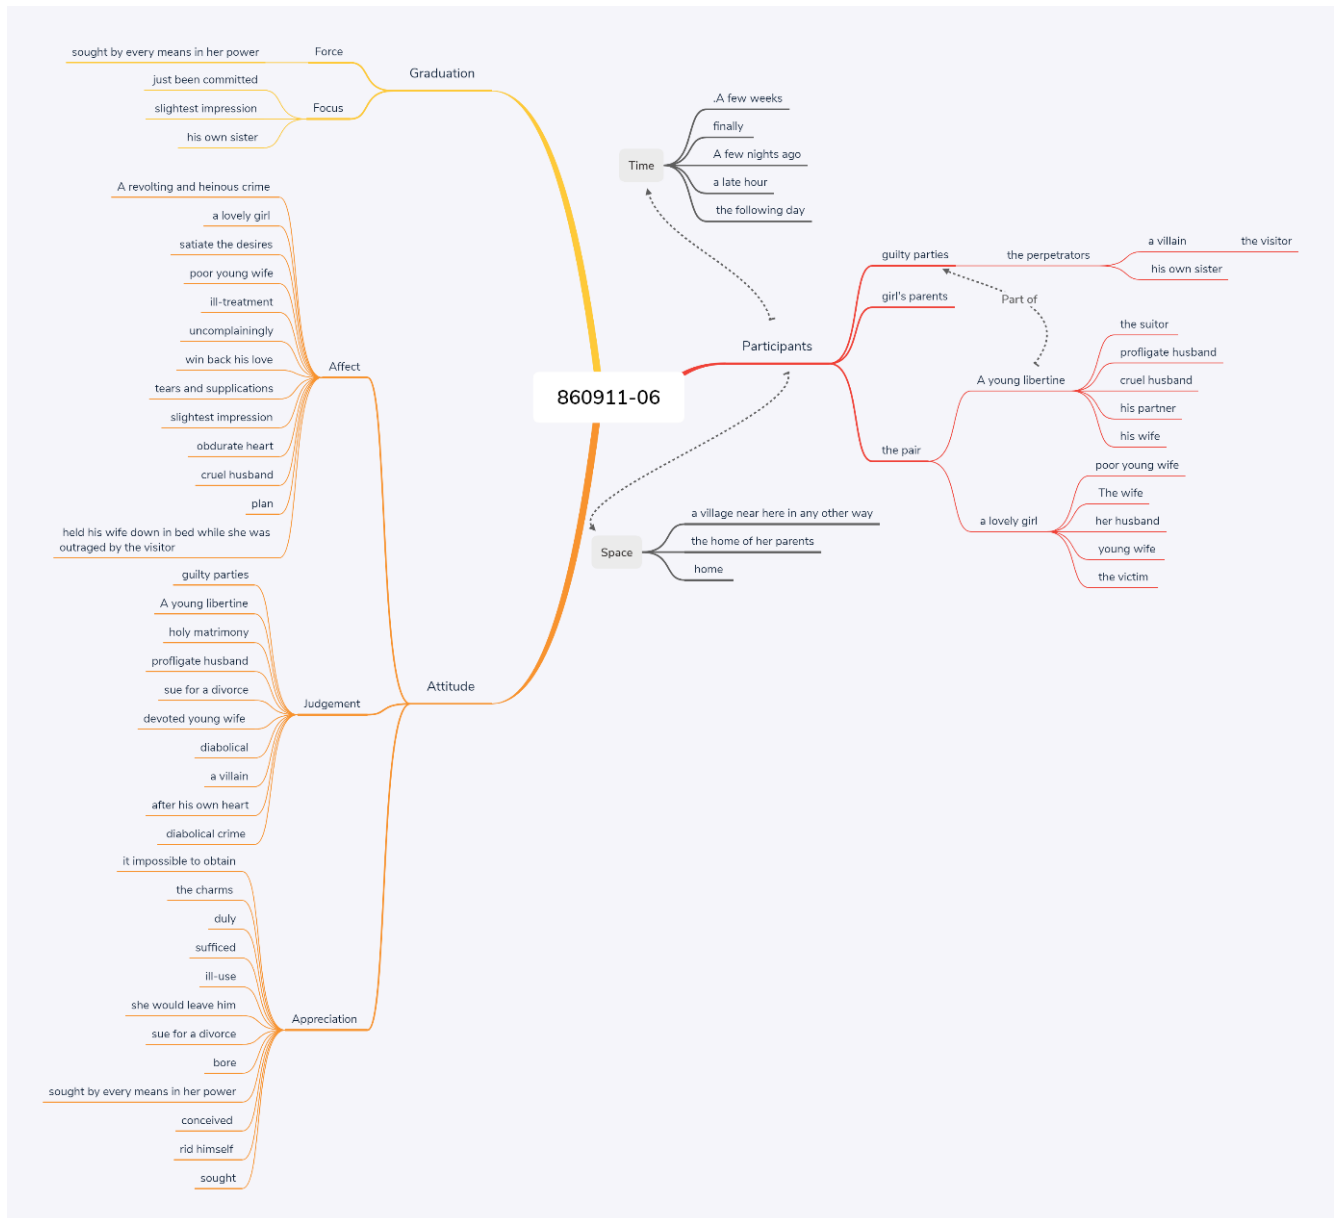 860911-06
Graduation
Force
sought by every means in her power
Focus
just been committed
slightest impression
his own sister
Attitude
Affect
A revolting and heinous crime
a lovely girl
satiate the desires
poor young wife
ill-treatment
uncomplainingly
win back his love
tears and supplications
slightest impression
obdurate heart
cruel husband
plan
held his wife down in bed while she was
outraged by the visitor
Judgement
guilty parties
A young libertine
holy matrimony
profligate husband
sue for a divorce
devoted young wife
diabolical
a villain
after his own heart
diabolical crime
Appreciation
it impossible to obtain
the charms
duly
sufficed
ill-use
she would leave him
sue for a divorce
bore
sought by every means in her power
conceived
rid himself
sought
Time
.A few weeks
finally
A few nights ago
a late hour
the following day
Participants
guilty parties
the perpetrators
a villain
the visitor
his own sister
girl's parents
Part of
the pair
A young libertine
the suitor
profligate husband
cruel husband
his partner
his wife
a lovely girl
poor young wife
The wife
her husband
young wife
the victim
Space
a village near here in any other way
the home of her parents
home